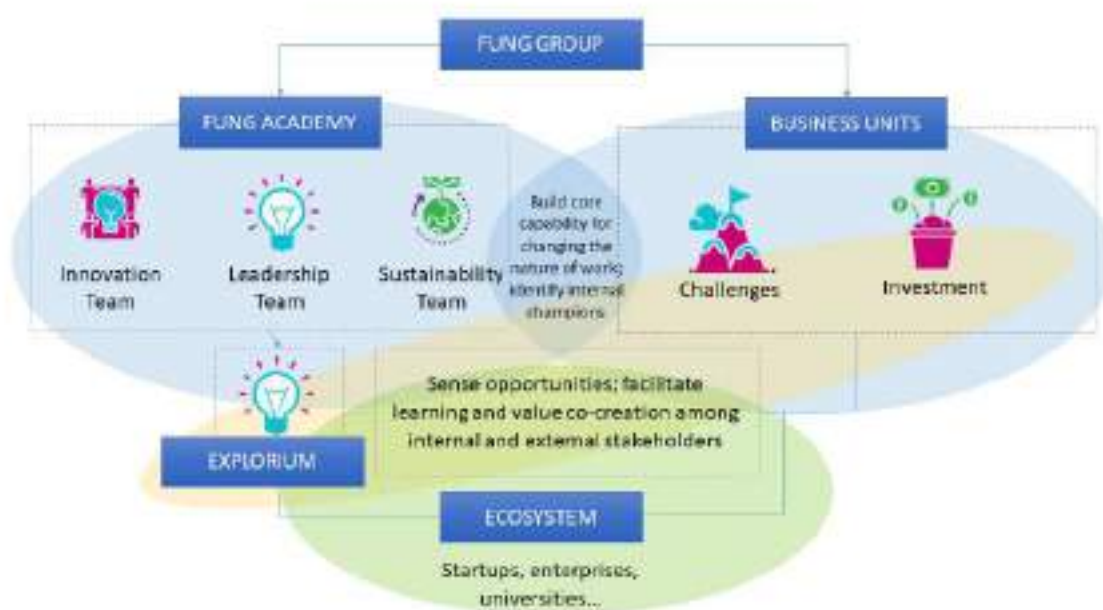 FUNG GROUP
FUNG ACADEMY
BUSINESS UNITS
Innovation
Team
Leadership
Team
Sustainability
Team
Build core
capability for
changing the
nature of work;
identify internal
champions
Challenges
Investment
Sense opportunities; facilitate
learning and value co-creation among
internal and external stakeholders
EXPLORIUM
ECOSYSTEM
Startups, enterprises,
universities...